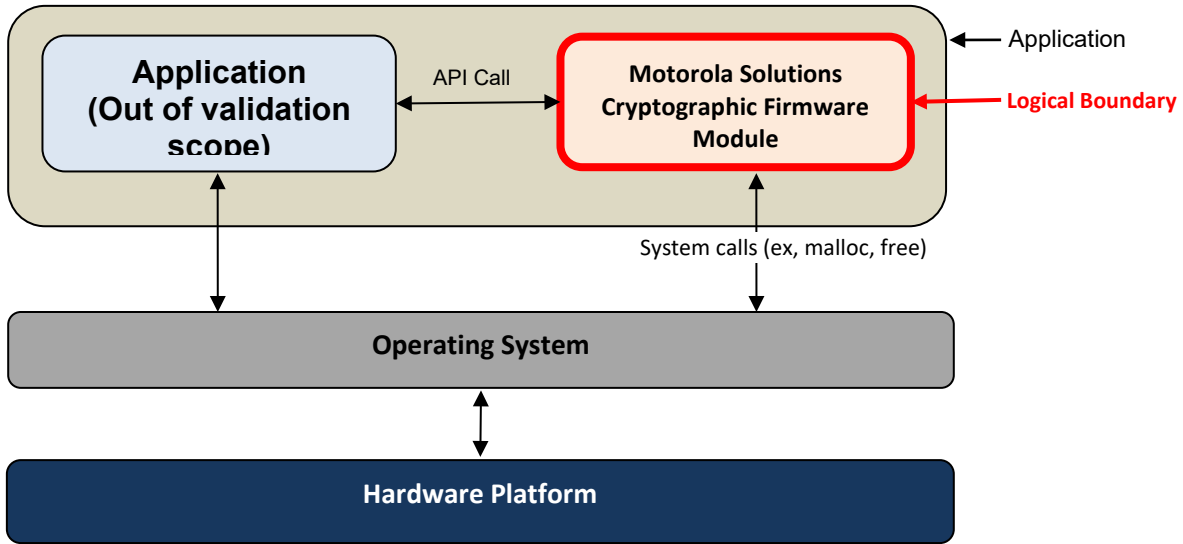 Application
(Out of validation
scope)
API Call
Motorola Solutions
Cryptographic Firmware
Module
Application
Logical Boundary
System calls (ex, malloc, free)
Operating System
Hardware Platform